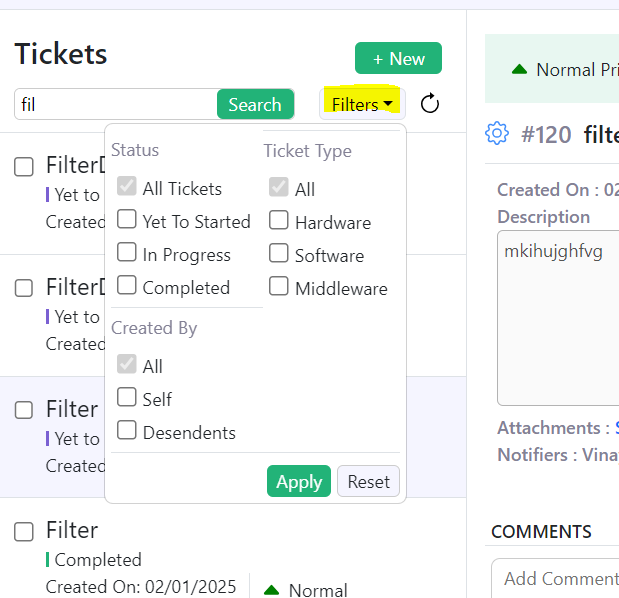 Tickets
+ New
fil
Search
Filters
Status
All Tickets
Yet To Started
In Progress
Completed
Ticket Type
All
Hardware
Software
Middleware
Created By
All
Self
Desendents
Apply
Reset
Filter
Yet to
Created
Filter
Yet to
Created
Filter
Yet to
Created
Filter
Completed
Created On: 02/01/2025
Normal
Normal Pri
#120 filte
Created On : 02
Description
mkihujghfvg
Attachments :
Notifiers : Vina
COMMENTS
Add Comment